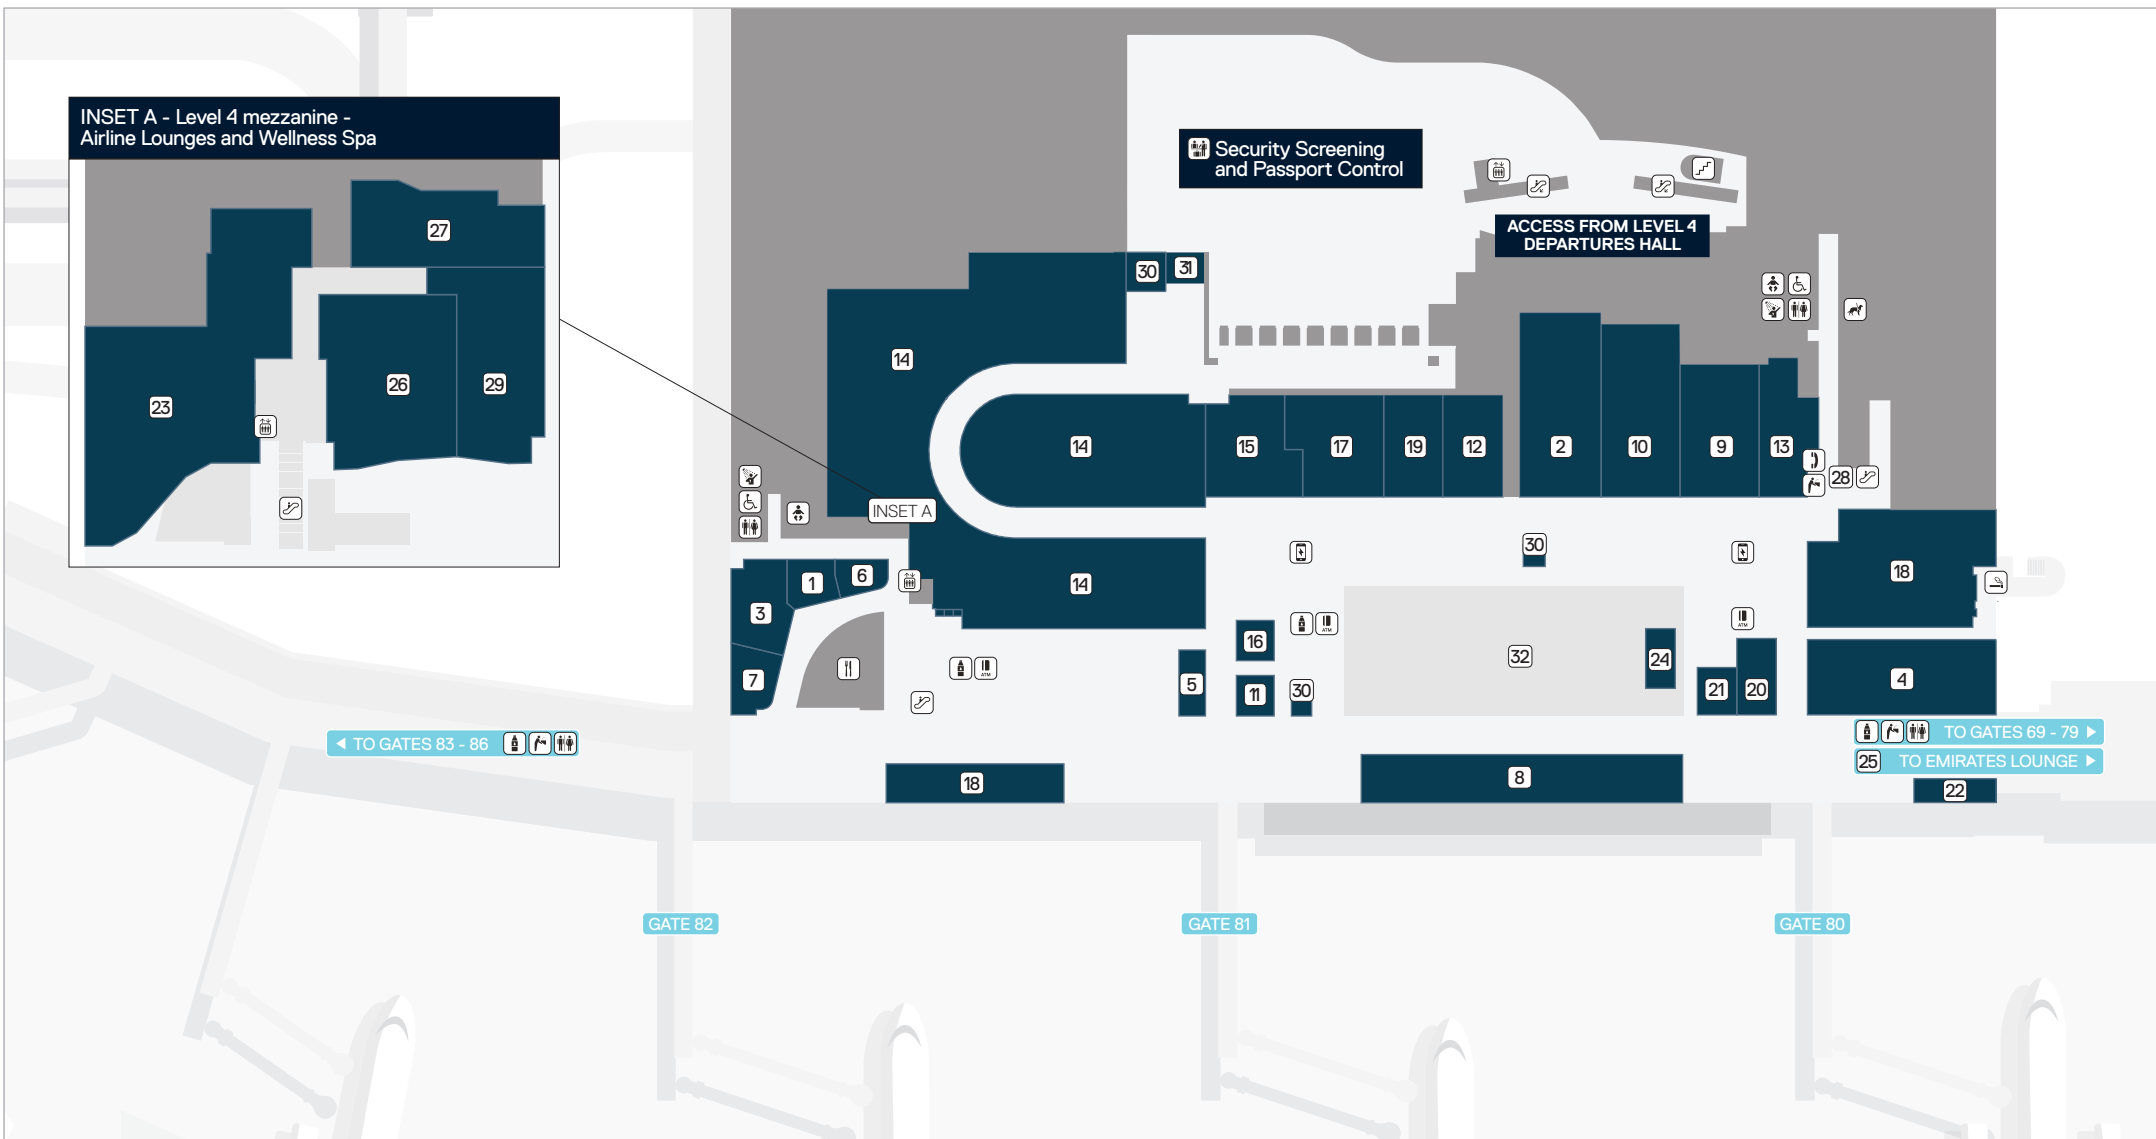 INSET A - Level 4 mezzanine -
Airline Lounges and Wellness Spa
27
23
26
29
Security Screening
and Passport Control
ACCESS FROM LEVEL 4
DEPARTURES HALL
30
31
14
14
15
17
19
12
2
10
9
13
28
INSET A
30
18
1
6
3
14
16
ATM
ATM
32
24
ATM
7
5
11
30
21
20
4
TO GATES 83 - 86
TO GATES 69 - 79
25 TO EMIRATES LOUNGE
18
8
22
GATE 82
GATE 81
GATE 80